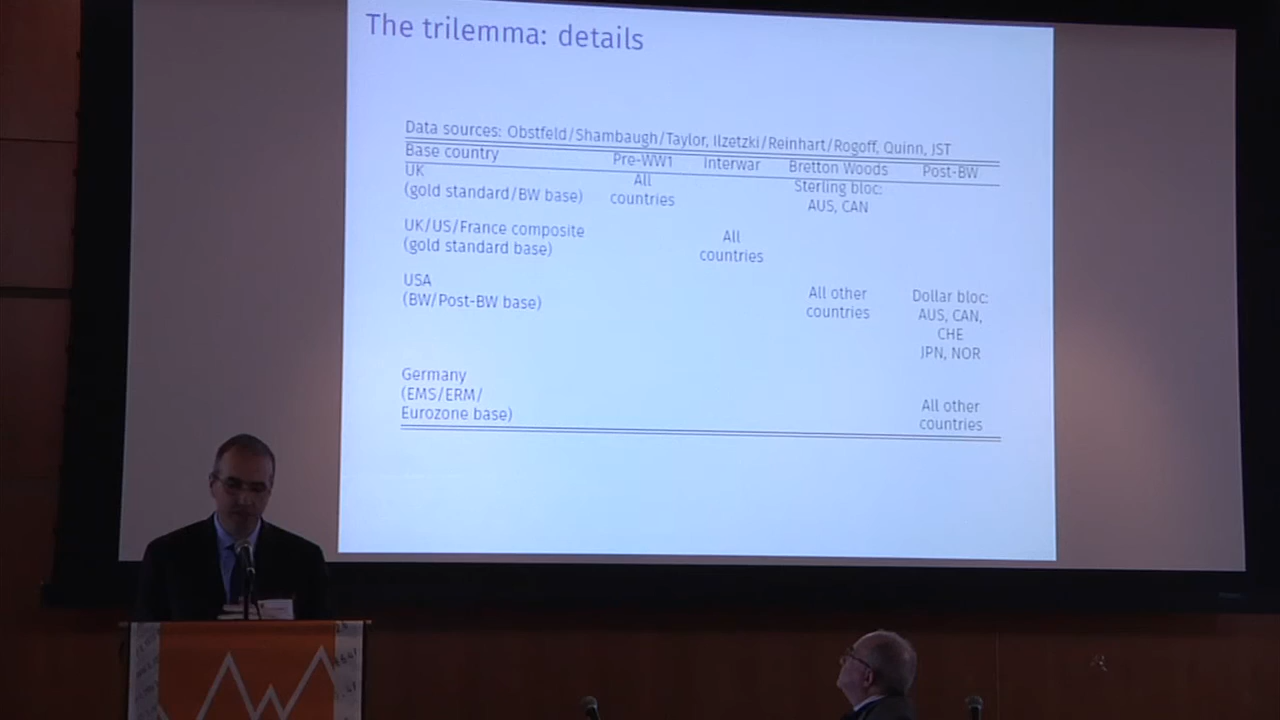 The trilemma: details
Data sources: Obstfeld/Shambaugh/Taylor, Ilzetzki/Reinhart/Rogoff, Quinn, JST
Base country Pre-WW1 Interwar Bretton Woods Post-BW
UK All Sterling bloc:
(gold standard/BW base) countries AUS, CAN
UK/US/France composite All
(gold standard base) countries
USA All other Dollar bloc:
(BW/Post-BW base) countries AUS, CAN,
CHE
JPN, NOR
Germany
(EMS/ERM/ All other
Eurozone base) countries